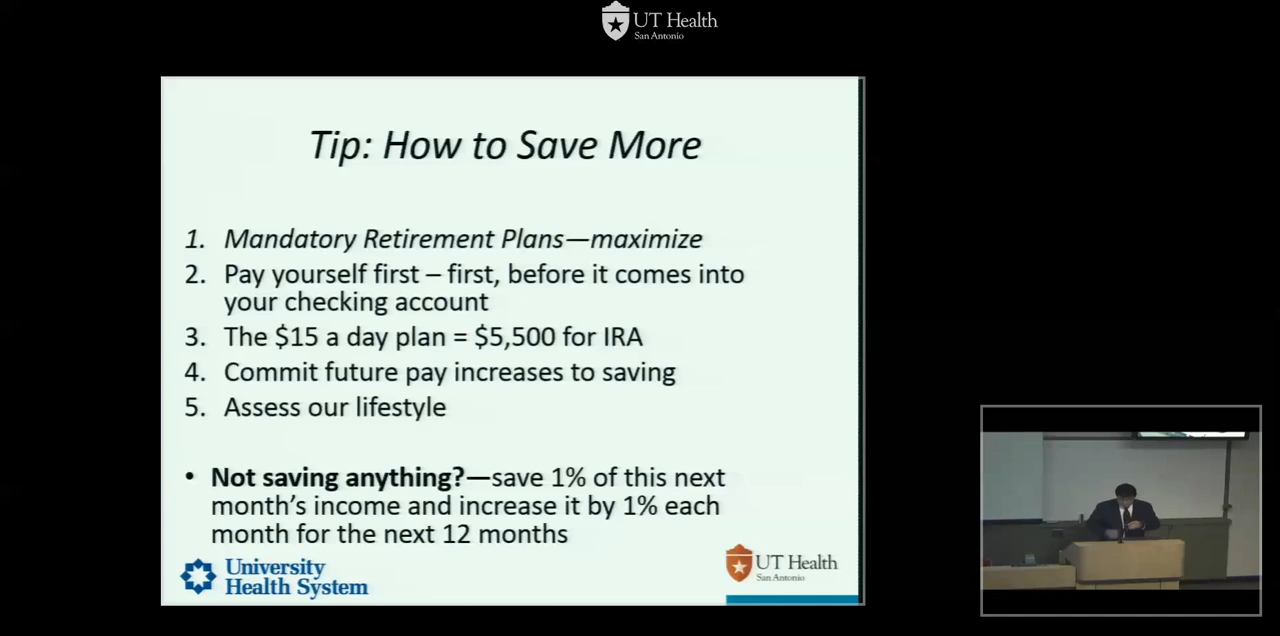 UT Health
San Antonio
Tip: How to Save More
1. Mandatory Retirement Plans—maximize
2. Pay yourself first – first, before it comes into
your checking account
3. The $15 a day plan = $5,500 for IRA
4. Commit future pay increases to saving
5. Assess our lifestyle
• Not saving anything?—save 1% of this next
month's income and increase it by 1% each
month for the next 12 months
University
Health System
UT Health
San Antonio